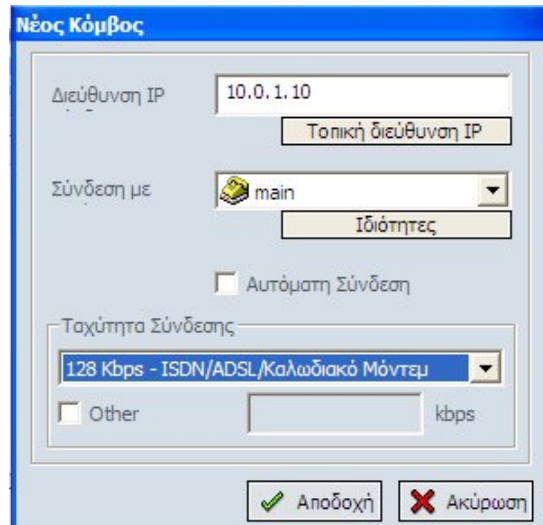 Νέος Κόμβος
Διεύθυνση IP
10.0.1.10
Τοπική διεύθυνση IP
Σύνδεση με
main
Ιδιότητες
Αυτόματη Σύνδεση
Ταχύτητα Σύνδεσης
128 Kbps - ISDN/ADSL/Καλωδιακό Μόντεμ
Other
kbps
Αποδοχή
Ακύρωση